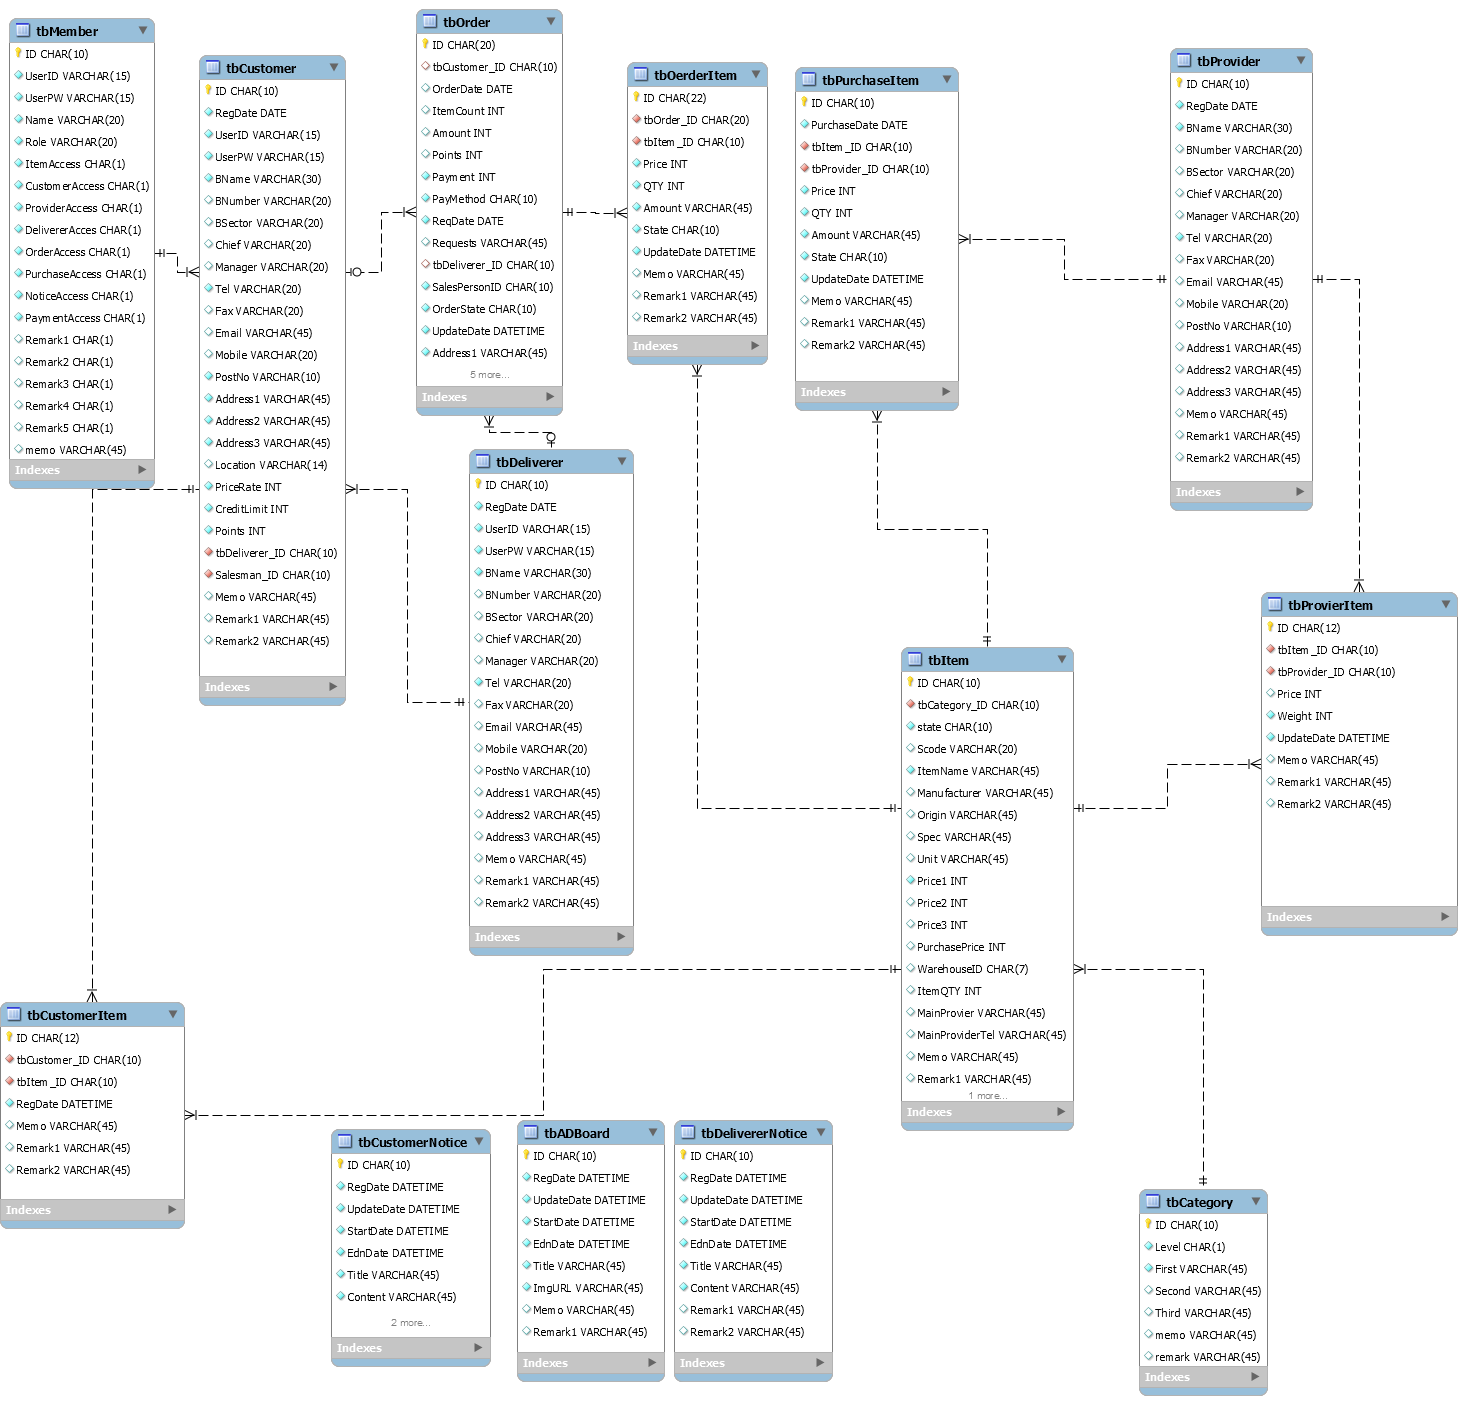 tbMember
ID CHAR(10)
UserID VARCHAR(15)
UserPW VARCHAR(15)
Name VARCHAR(20)
Role VARCHAR(20)
ItemAccess CHAR(1)
CustomerAccess CHAR(1)
ProviderAccess CHAR(1)
DelivererAcces CHAR(1)
OrderAccess CHAR(1)
PurchaseAccess CHAR(1)
NoticeAccess CHAR(1)
PaymentAccess CHAR(1)
Remark1 CHAR(1)
Remark2 CHAR(1)
Remark3 CHAR(1)
Remark4 CHAR(1)
Remark5 CHAR(1)
memo VARCHAR(45)
Indexes
tbCustomer
ID CHAR(10)
RegDate DATE
UserID VARCHAR(15)
UserPW VARCHAR(15)
BName VARCHAR(30)
BNumber VARCHAR(20)
BSector VARCHAR(20)
Chief VARCHAR(20)
Manager VARCHAR(20)
Tel VARCHAR(20)
Fax VARCHAR(20)
Email VARCHAR(45)
Mobile VARCHAR(20)
PostNo VARCHAR(10)
Address1 VARCHAR(45)
Address2 VARCHAR(45)
Address3 VARCHAR(45)
Location VARCHAR(14)
PriceRate INT
CreditLimit INT
Points INT
tbDeliverer_ID CHAR(10)
Salesman_ID CHAR(10)
Memo VARCHAR(45)
Remark1 VARCHAR(45)
Remark2 VARCHAR(45)
Indexes
tbOrder
ID CHAR(20)
tbCustomer_ID CHAR(10)
OrderDate DATE
ItemCount INT
Amount INT
Points INT
Payment INT
PayMethod CHAR(10)
ReqDate DATE
Requests VARCHAR(45)
tbDeliverer_ID CHAR(10)
SalesPersonID CHAR(10)
OrderState CHAR(10)
UpdateDate DATETIME
Address1 VARCHAR(45)
5 more...
Indexes
tbOerderItem
ID CHAR(22)
tbOrder_ID CHAR(20)
tbItem_ID CHAR(10)
Price INT
QTY INT
Amount VARCHAR(45)
State CHAR(10)
UpdateDate DATETIME
Memo VARCHAR(45)
Remark1 VARCHAR(45)
Remark2 VARCHAR(45)
Indexes
tbPurchaseItem
ID CHAR(10)
PurchaseDate DATE
tbItem_ID CHAR(10)
tbProvider_ID CHAR(10)
Price INT
QTY INT
Amount VARCHAR(45)
State CHAR(10)
UpdateDate DATETIME
Memo VARCHAR(45)
Remark1 VARCHAR(45)
Remark2 VARCHAR(45)
Indexes
tbProvider
ID CHAR(10)
RegDate DATE
BName VARCHAR(30)
BNumber VARCHAR(20)
BSector VARCHAR(20)
Chief VARCHAR(20)
Manager VARCHAR(20)
Tel VARCHAR(20)
Fax VARCHAR(20)
Email VARCHAR(45)
Mobile VARCHAR(20)
PostNo VARCHAR(10)
Address1 VARCHAR(45)
Address2 VARCHAR(45)
Address3 VARCHAR(45)
Memo VARCHAR(45)
Remark1 VARCHAR(45)
Remark2 VARCHAR(45)
Indexes
tbDeliverer
ID CHAR(10)
RegDate DATE
UserID VARCHAR(15)
UserPW VARCHAR(15)
BName VARCHAR(30)
BNumber VARCHAR(20)
BSector VARCHAR(20)
Chief VARCHAR(20)
Manager VARCHAR(20)
Tel VARCHAR(20)
Fax VARCHAR(20)
Email VARCHAR(45)
Mobile VARCHAR(20)
PostNo VARCHAR(10)
Address1 VARCHAR(45)
Address2 VARCHAR(45)
Address3 VARCHAR(45)
Memo VARCHAR(45)
Remark1 VARCHAR(45)
Remark2 VARCHAR(45)
Indexes
tbProvierItem
ID CHAR(12)
tbItem_ID CHAR(10)
tbProvider_ID CHAR(10)
Price INT
Weight INT
UpdateDate DATETIME
Memo VARCHAR(45)
Remark1 VARCHAR(45)
Remark2 VARCHAR(45)
Indexes
tbItem
ID CHAR(10)
tbCategory_ID CHAR(10)
state CHAR(10)
Scode VARCHAR(20)
ItemName VARCHAR(45)
Manufacturer VARCHAR(45)
Origin VARCHAR(45)
Spec VARCHAR(45)
Unit VARCHAR(45)
Price1 INT
Price2 INT
Price3 INT
PurchasePrice INT
WarehouseID CHAR(7)
ItemQTY INT
MainProvier VARCHAR(45)
MainProviderTel VARCHAR(45)
Memo VARCHAR(45)
Remark1 VARCHAR(45)
1 more...
Indexes
tbCustomerItem
ID CHAR(12)
tbCustomer_ID CHAR(10)
tbItem_ID CHAR(10)
RegDate DATETIME
Memo VARCHAR(45)
Remark1 VARCHAR(45)
Remark2 VARCHAR(45)
Indexes
tbCustomerNotice
ID CHAR(10)
RegDate DATETIME
UpdateDate DATETIME
StartDate DATETIME
EdnDate DATETIME
Title VARCHAR(45)
Content VARCHAR(45)
2 more...
Indexes
tbADBoard
ID CHAR(10)
RegDate DATETIME
UpdateDate DATETIME
StartDate DATETIME
EdnDate DATETIME
Title VARCHAR(45)
ImgURL VARCHAR(45)
Memo VARCHAR(45)
Remark1 VARCHAR(45)
Indexes
tbDelivererNotice
ID CHAR(10)
RegDate DATETIME
UpdateDate DATETIME
StartDate DATETIME
EdnDate DATETIME
Title VARCHAR(45)
Content VARCHAR(45)
Remark1 VARCHAR(45)
Remark2 VARCHAR(45)
Indexes
tbCategory
ID CHAR(10)
Level CHAR(1)
First VARCHAR(45)
Second VARCHAR(45)
Third VARCHAR(45)
memo VARCHAR(45)
remark VARCHAR(45)
Indexes